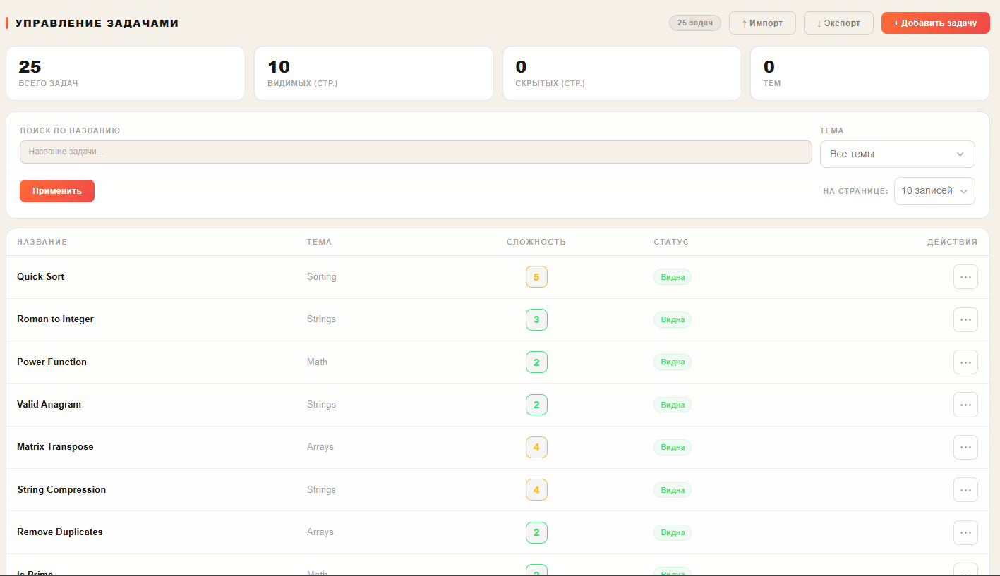 УПРАВЛЕНИЕ ЗАДАЧАМИ
25 задач
↑ Импорт
↓ Экспорт
+ Добавить задачу
25
ВСЕГО ЗАДАЧ
10
ВИДИМЫХ (СТР.)
0
СКРЫТЫХ (СТР.)
0
ТЕМ
ПОИСК ПО НАЗВАНИЮ
ТЕМА
Название задачи...
Все темы
Применить
НА СТРАНИЦЕ:
10 записей
НАЗВАНИЕ ТЕМА СЛОЖНОСТЬ СТАТУС ДЕЙСТВИЯ
Quick Sort Sorting 5 Видна ...
Roman to Integer Strings 3 Видна ...
Power Function Math 2 Видна ...
Valid Anagram Strings 2 Видна ...
Matrix Transpose Arrays 4 Видна ...
String Compression Strings 4 Видна ...
Remove Duplicates Arrays 2 Видна ...
Is Prime Math Видна